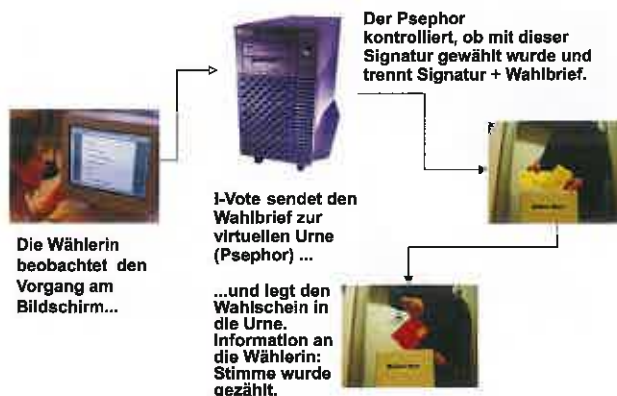 Der Psephor
kontrolliert, ob mit dieser
Signatur gewählt wurde und
trennt Signatur + Wahlbrief.
I-Vote sendet den
Wahlbrief zur
virtuellen Urne
(Psephor) ...
Die Wählerin
beobachtet den
Vorgang am
Bildschirm...
...und legt den
Wahlschein in
die Urne.
Information an
die Wählerin:
Stimme wurde
gezählt.